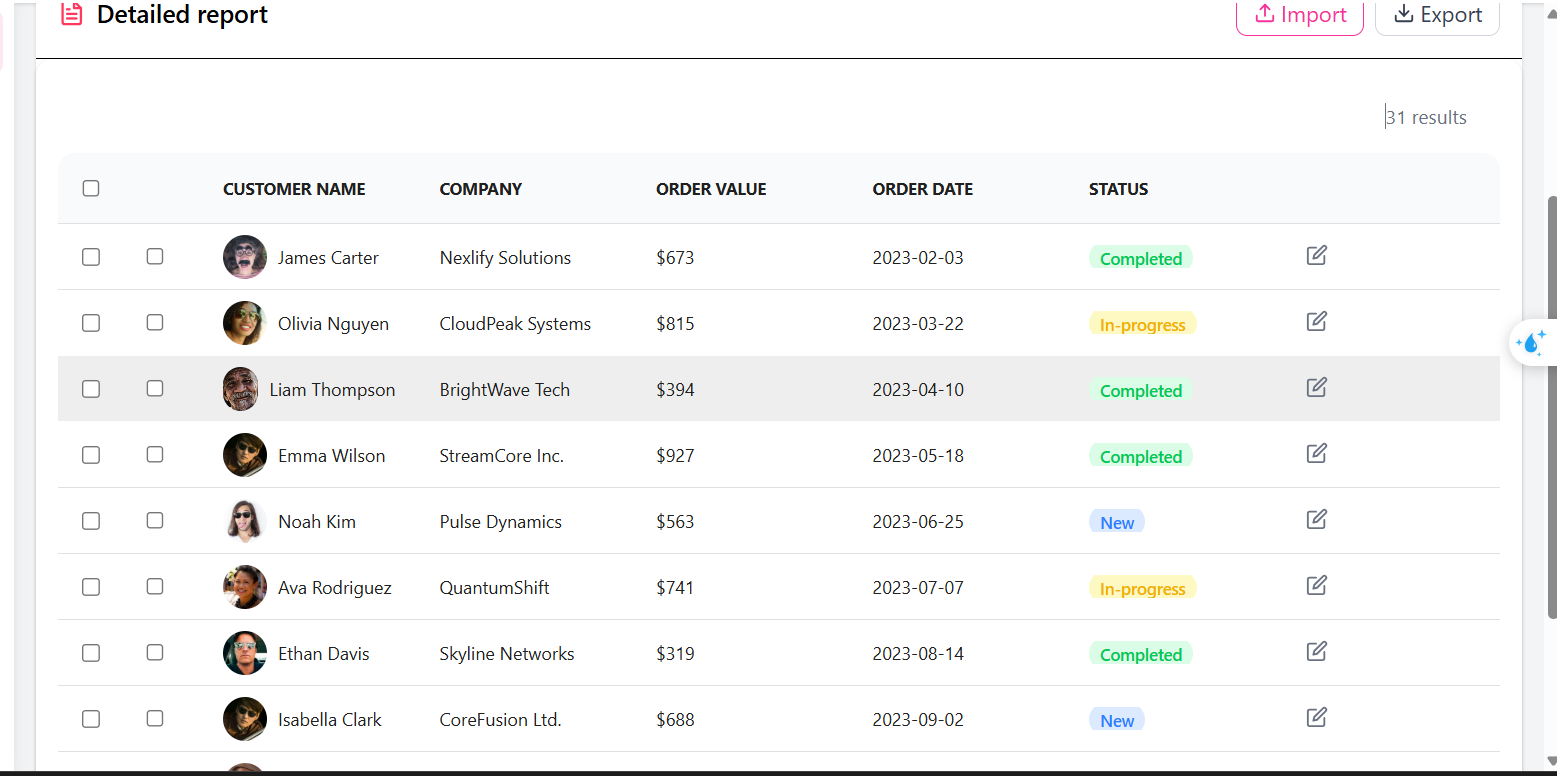 Detailed report Import Export
31 results
CUSTOMER NAME COMPANY ORDER VALUE ORDER DATE STATUS
James Carter Nexlify Solutions $673 2023-02-03 Completed
Olivia Nguyen CloudPeak Systems $815 2023-03-22 In-progress
Liam Thompson BrightWave Tech $394 2023-04-10 Completed
Emma Wilson StreamCore Inc. $927 2023-05-18 Completed
Noah Kim Pulse Dynamics $563 2023-06-25 New
Ava Rodriguez QuantumShift $741 2023-07-07 In-progress
Ethan Davis Skyline Networks $319 2023-08-14 Completed
Isabella Clark CoreFusion Ltd. $688 2023-09-02 New